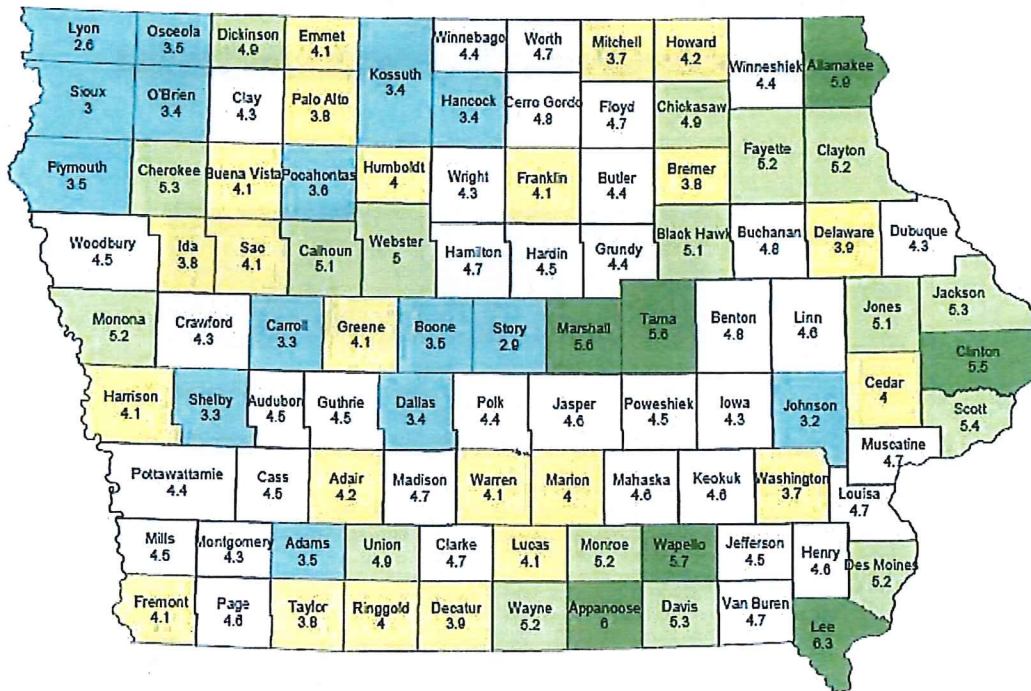 Lyon
2.6
Osceola
3.5
Dickinson
4.9
Emmet
4.1
Kossuth
3.4
Winnebago
4.4
Worth
4.7
Mitchell
3.7
Howard
4.2
Winneshiek
4.4
Allamakee
5.9
Sioux
3
O'Brien
3.4
Clay
4.3
Palo Alto
3.8
Hancock
3.4
Cerro Gordo
4.8
Floyd
4.7
Chickasaw
4.9
Plymouth
3.5
Cherokee
5.3
Buena Vista
4.1
Pocahontas
3.6
Humboldt
4
Wright
4.3
Franklin
4.1
Butler
4.4
Bremer
3.8
Fayette
5.2
Clayton
5.2
Woodbury
4.5
Ida
3.8
Sac
4.1
Calhoun
5.1
Webster
5
Hamilton
4.7
Hardin
4.5
Grundy
4.4
Black Hawk
5.1
Buchanan
4.8
Delaware
3.9
Dubuque
4.3
Monona
5.2
Crawford
4.3
Carroll
3.3
Greene
4.1
Boone
3.5
Story
2.9
Marshall
5.6
Tama
5.6
Benton
4.8
Linn
4.6
Jones
5.1
Jackson
5.3
Clinton
5.5
Harrison
4.1
Shelby
3.3
Audubon
4.5
Guthrie
4.5
Dallas
3.4
Polk
4.4
Jasper
4.6
Poweshiek
4.5
Iowa
4.3
Johnson
3.2
Cedar
4
Scott
5.4
Muscatine
4.7
Pottawattamie
4.4
Cass
4.5
Adair
4.2
Madison
4.7
Warren
4.1
Marion
4
Mahaska
4.6
Keokuk
4.6
Washington
3.7
Louisa
4.7
Mills
4.5
Montgomery
4.3
Adams
3.5
Union
4.9
Clarke
4.7
Lucas
4.1
Monroe
5.2
Wapello
5.7
Jefferson
4.5
Henry
4.6
Des Moines
5.2
Fremont
4.1
Page
4.6
Taylor
3.8
Ringgold
4
Decatur
3.9
Wayne
5.2
Appanoose
6
Davis
5.3
Van Buren
4.7
Lee
6.3